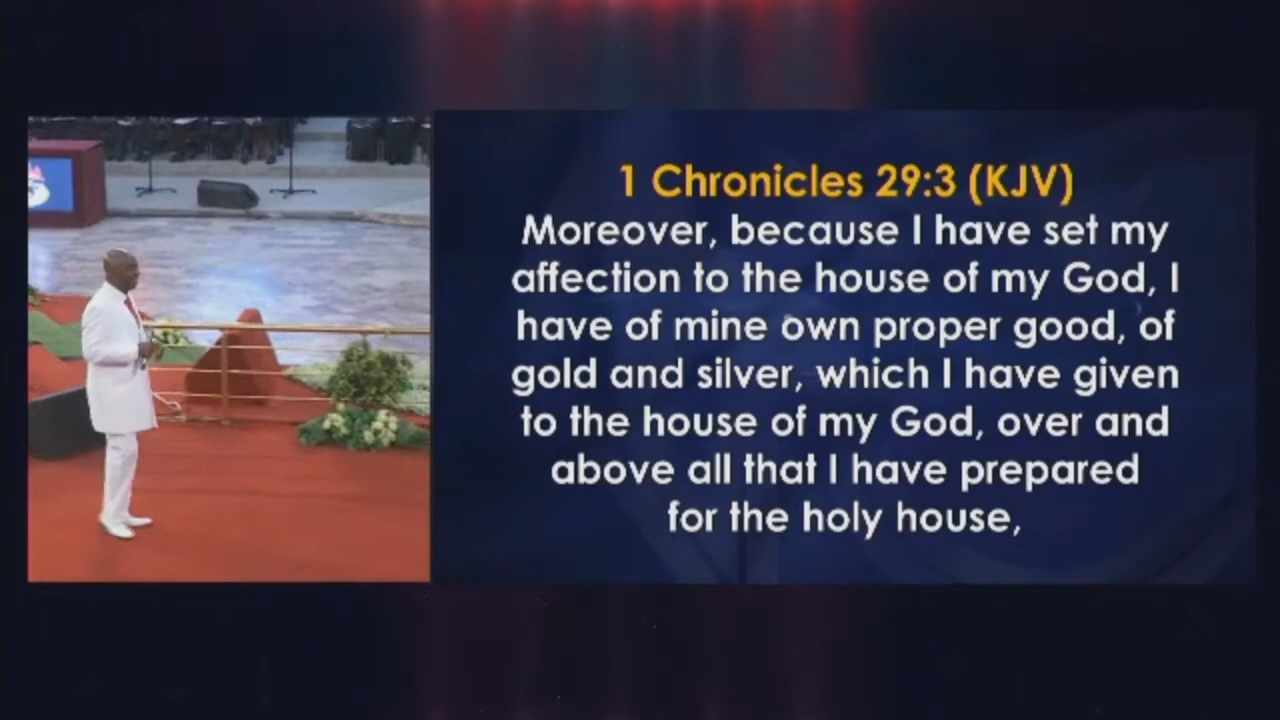 1 Chronicles 29:3 (KJV)
Moreover, because I have set my
affection to the house of my God, I
have of mine own proper good, of
gold and silver, which I have given
to the house of my God, over and
above all that I have prepared
for the holy house,